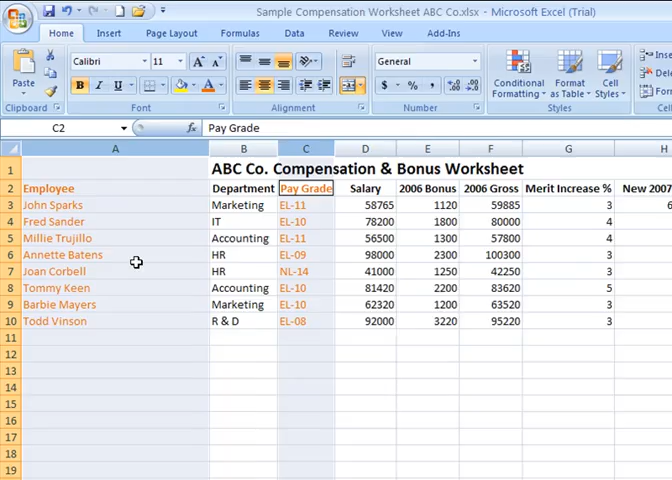 Sample Compensation Worksheet ABC Co.xlsx - Microsoft Excel (Trial)
Home Insert Page Layout Formulas Data Review View Add-Ins
Paste Calibri 11 A A General Conditional Formatting Format as Table Cell Styles
B I U A $ % ,
Clipboard Font Alignment Number Styles
C2 fx Pay Grade
A B C D E F G H
1 ABC Co. Compensation & Bonus Worksheet
2 Employee Department Pay Grade Salary 2006 Bonus 2006 Gross Merit Increase % New 2007
3 John Sparks Marketing EL-11 58765 1120 59885 3 6
4 Fred Sander IT EL-10 78200 1800 80000 4
5 Millie Trujillo Accounting EL-11 56500 1300 57800 4
6 Annette Batens HR EL-09 98000 2300 100300 3
7 Joan Corbell HR NL-14 41000 1250 42250 3
8 Tommy Keen Accounting EL-10 81420 2200 83620 5
9 Barbie Mayers Marketing EL-10 62320 1200 63520 3
10 Todd Vinson R & D EL-08 92000 3220 95220 3
11
12
13
14
15
16
17
18
19